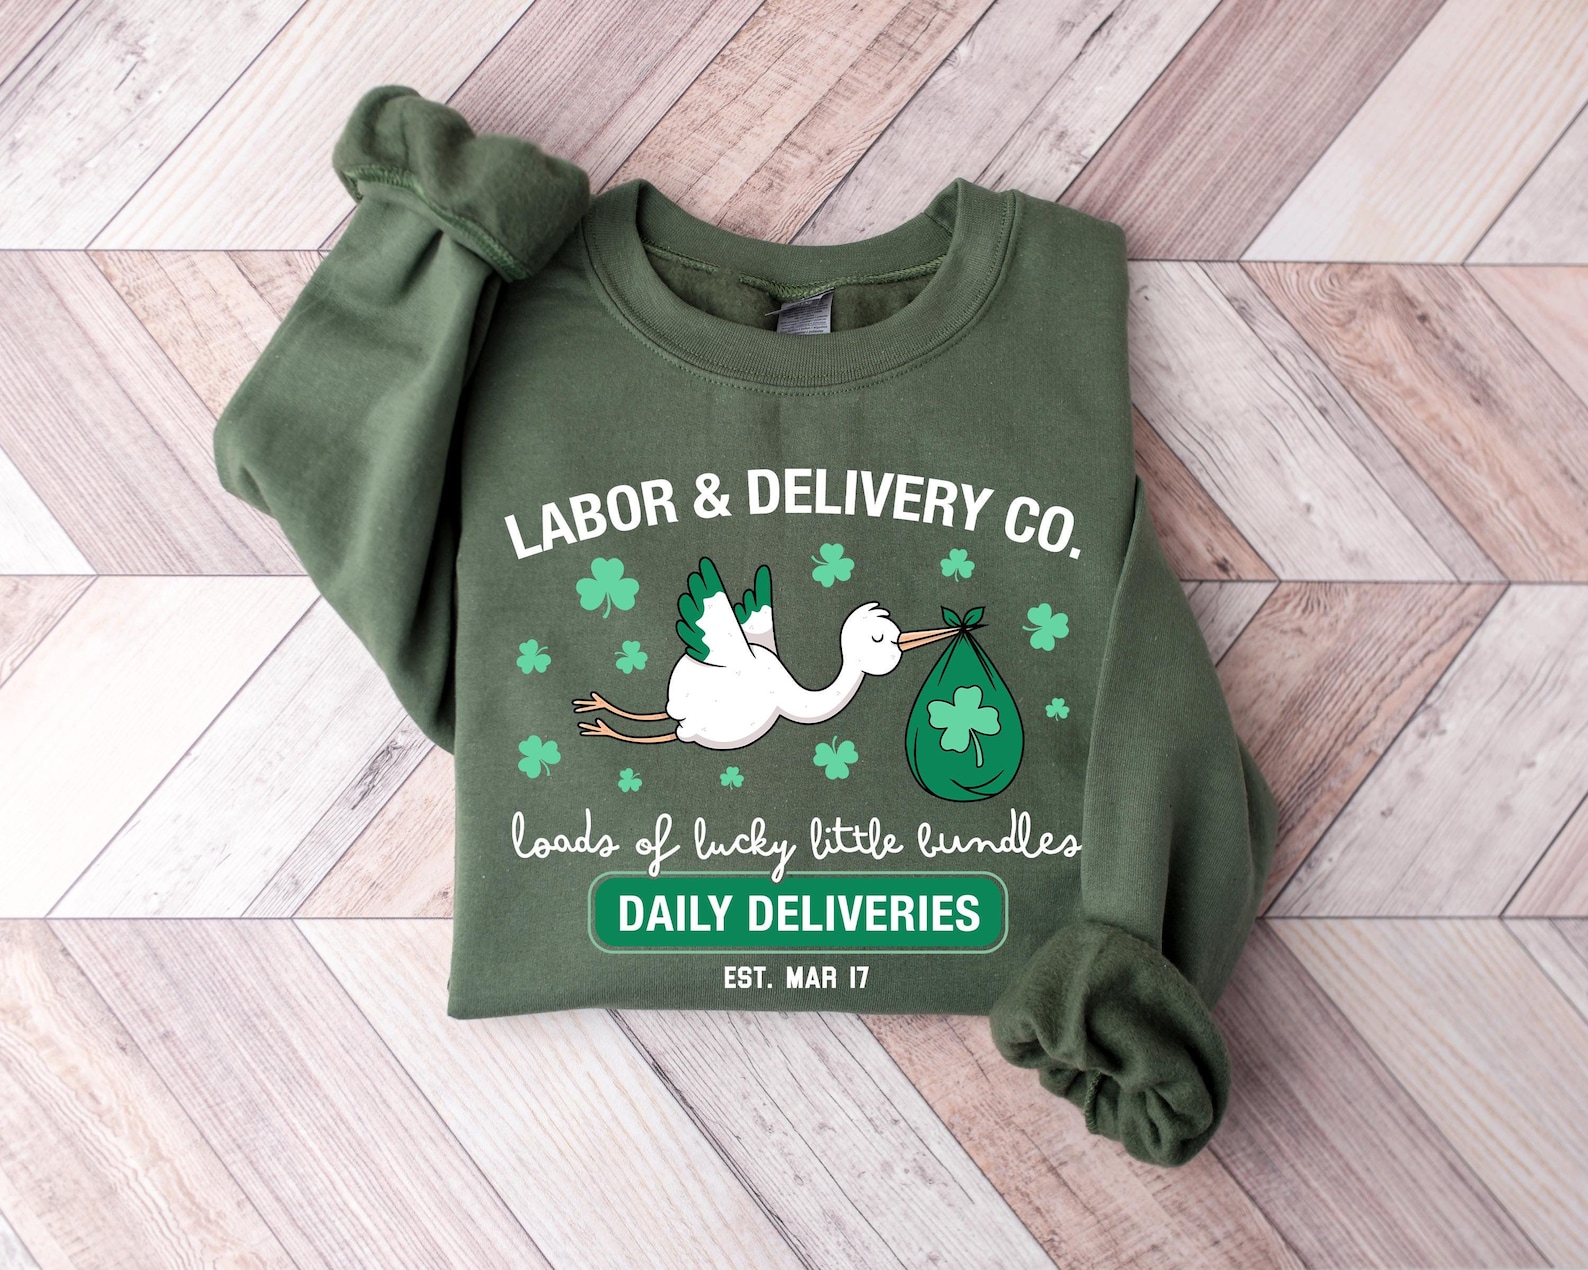 LABOR & DELIVERY CO.
loads of lucky little bundles
DAILY DELIVERIES
EST. MAR 17